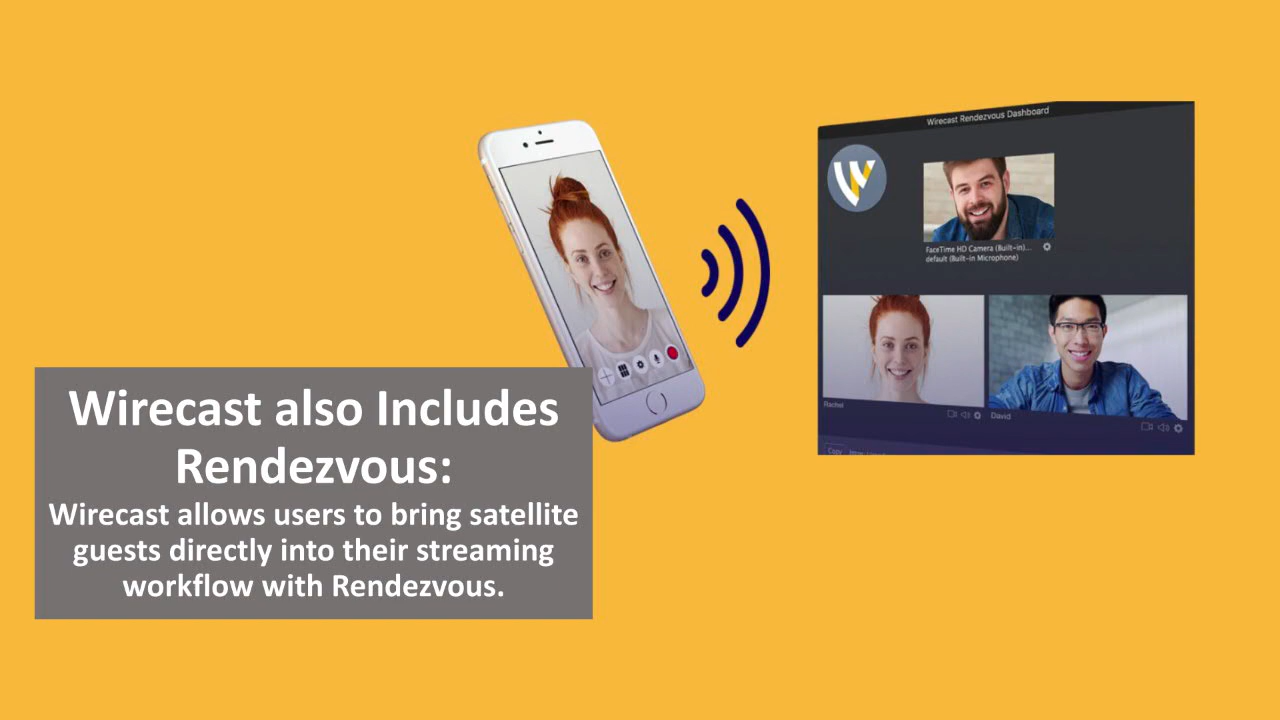 Wirecast Rendezvous Dashboard
FaceTime HD Camera (Built-in)...
default (Built-in Microphone)
Rachel
David
Copy
Wirecast also Includes
Rendezvous:
Wirecast allows users to bring satellite
guests directly into their streaming
workflow with Rendezvous.